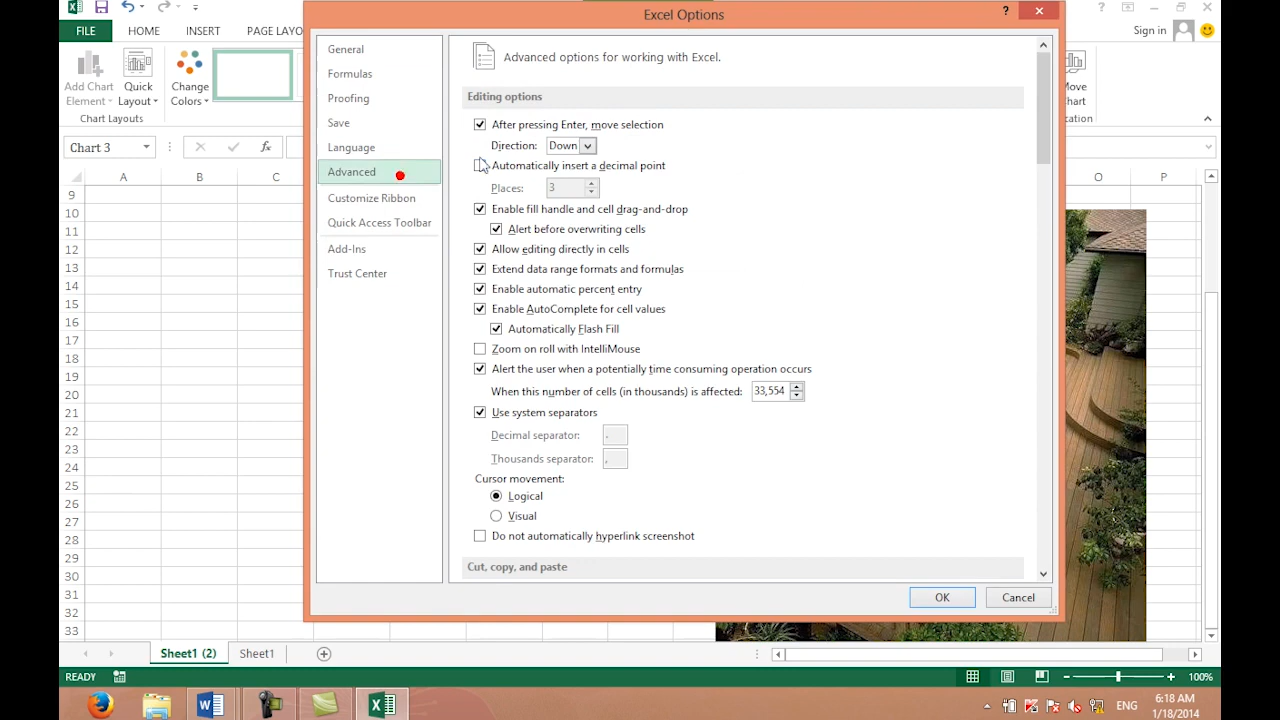 Excel Options
?
FILE
HOME
INSERT
PAGE LAYO
Sign in
Add Chart
Element
Quick
Layout
Change
Colors
Move
Chart
Chart Layouts
cation
Chart 3
fx
A B C O P
9
10
11
12
13
14
15
16
17
18
19
20
21
22
23
24
25
26
27
28
29
30
31
32
33
General
Formulas
Proofing
Save
Language
Advanced
Customize Ribbon
Quick Access Toolbar
Add-Ins
Trust Center
Advanced options for working with Excel.
Editing options
After pressing Enter, move selection
Direction: Down
Automatically insert a decimal point
Places: 3
Enable fill handle and cell drag-and-drop
Alert before overwriting cells
Allow editing directly in cells
Extend data range formats and formulas
Enable automatic percent entry
Enable AutoComplete for cell values
Automatically Flash Fill
Zoom on roll with IntelliMouse
Alert the user when a potentially time consuming operation occurs
When this number of cells (in thousands) is affected: 33,554
Use system separators
Decimal separator: .
Thousands separator: ,
Cursor movement:
Logical
Visual
Do not automatically hyperlink screenshot
Cut, copy, and paste
OK
Cancel
Sheet1 (2)
Sheet1
READY
100%
ENG
6:18 AM
1/18/2014